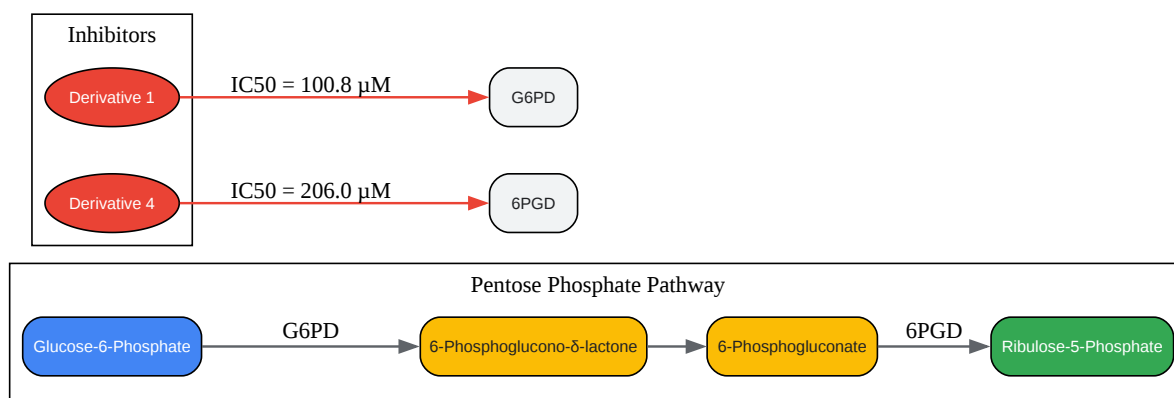 Inhibitors
Derivative 1
IC50 = 100.8 µM
G6PD
Derivative 4
IC50 = 206.0 µM
6PGD
Pentose Phosphate Pathway
Glucose-6-Phosphate
G6PD
6-Phosphoglucono-δ-lactone
6-Phosphogluconate
6PGD
Ribulose-5-Phosphate